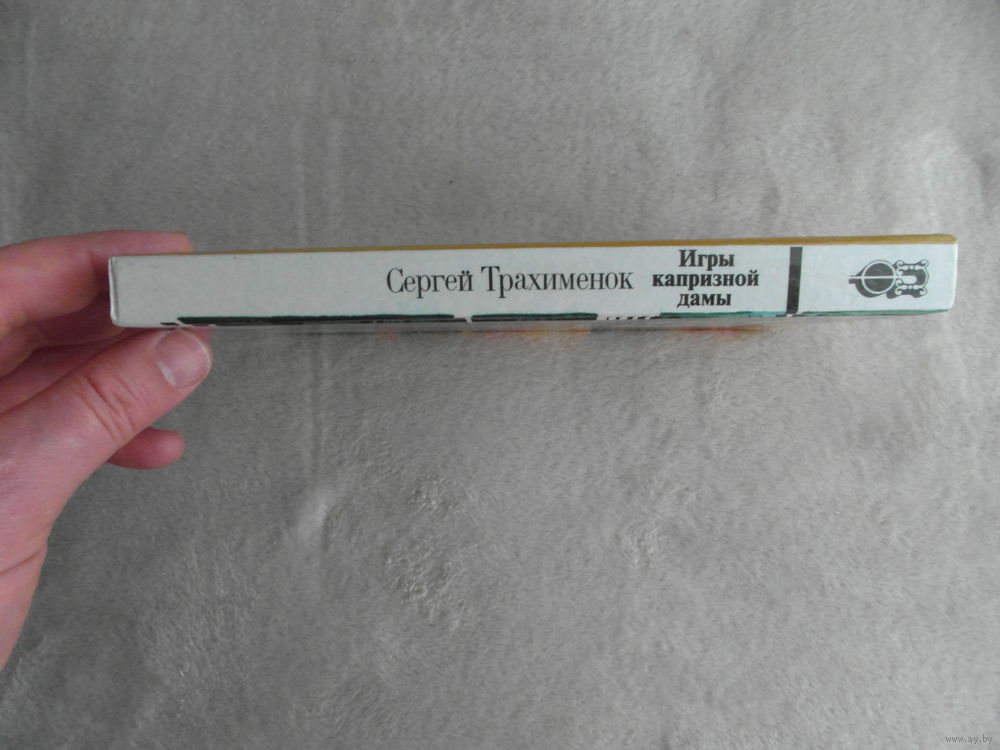 Сергей Трахименок
Игры
капризной
дамы
www.ay.by